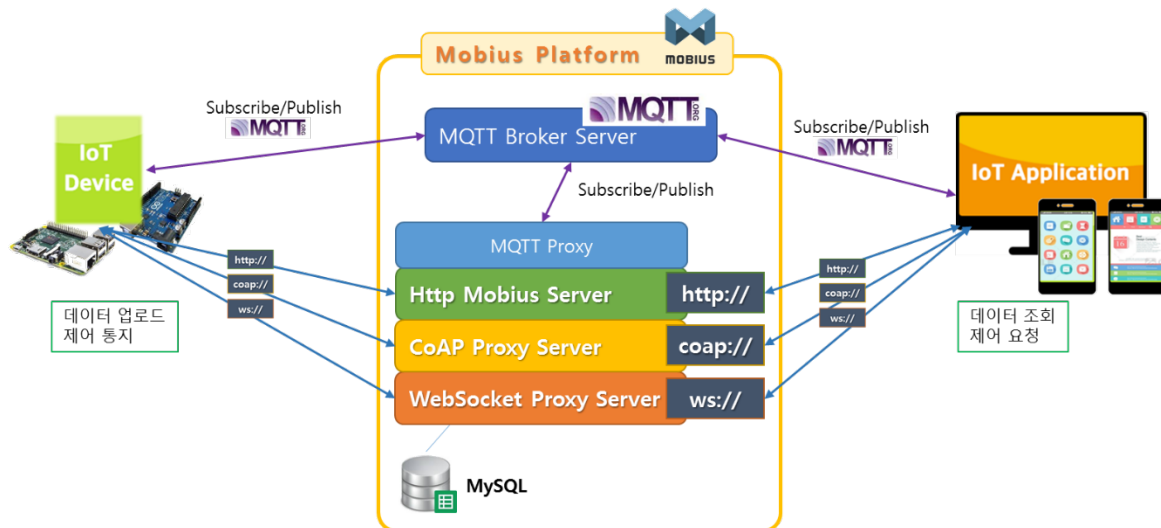 Mobius Platform
MOBIUS
Subscribe/Publish
MQTT.ORG
IoT
Device
MQTT Broker Server
MQTT.ORG
Subscribe/Publish
MQTT.ORG
IoT Application
Subscribe/Publish
MQTT Proxy
http://
coap://
ws://
Http Mobius Server
http://
CoAP Proxy Server
coap://
WebSocket Proxy Server
ws://
http://
coap://
ws://
데이터 업로드
제어 통지
데이터 조회
제어 요청
MySQL